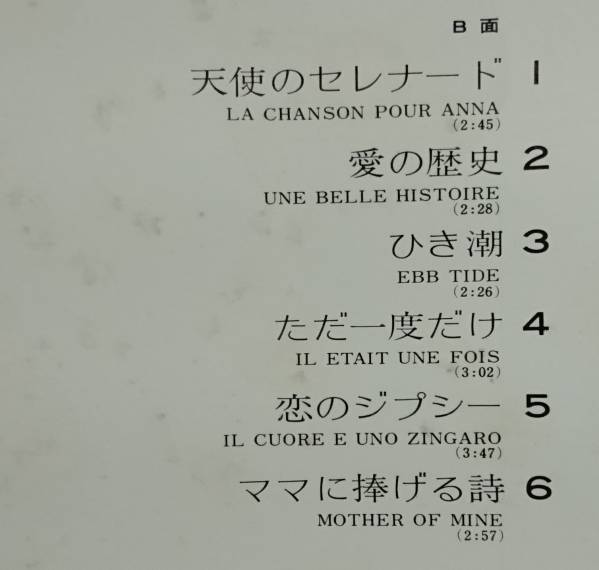 B 面
天使のセレナード 1
LA CHANSON POUR ANNA
(2:45)
愛の歴史 2
UNE BELLE HISTOIRE
(2:28)
ひき潮 3
EBB TIDE
(2:26)
ただ一度だけ 4
IL ETAIT UNE FOIS
(3:02)
恋のジプシー 5
IL CUORE E UNO ZINGARO
(3:47)
ママに捧げる詩 6
MOTHER OF MINE
(2:57)